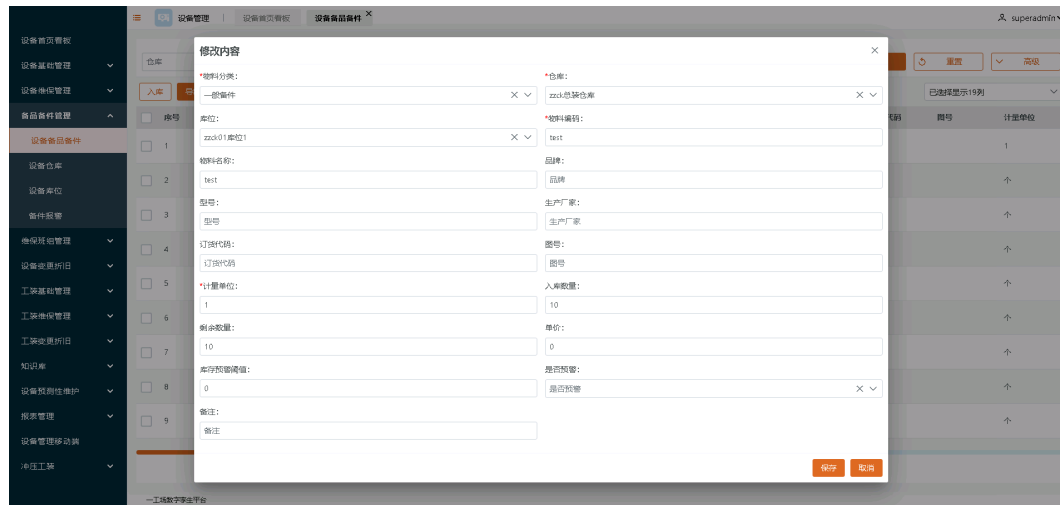 设备管理 设备首页看板 设备备品备件 superadmin
设备首页看板
设备基础管理
设备维保管理
备品备件管理
设备备品备件
设备仓库
设备库位
备件报警
维保班组管理
设备变更折旧
工装基础管理
工装维保管理
工装变更折旧
知识库
设备预测性维护
报表管理
设备管理移动端
冲压工装
仓库 重置 高级
入库 已选择显示19列
序号 图号 计量单位
1 1
2 个
3 个
4 个
5 个
6 个
7 个
8 个
9 个
修改内容
*物料分类: *仓库:
一般备件 zzck总装仓库
库位: *物料编码:
zzck01库位1 test
物料名称: 品牌:
test 品牌
型号: 生产厂家:
型号 生产厂家
订货代码: 图号:
订货代码 图号
*计量单位: 入库数量:
1 10
剩余数量: 单价:
10 0
库存预警阈值: 是否预警:
0 是否预警
备注:
备注
保存 取消
一工场数字孪生平台